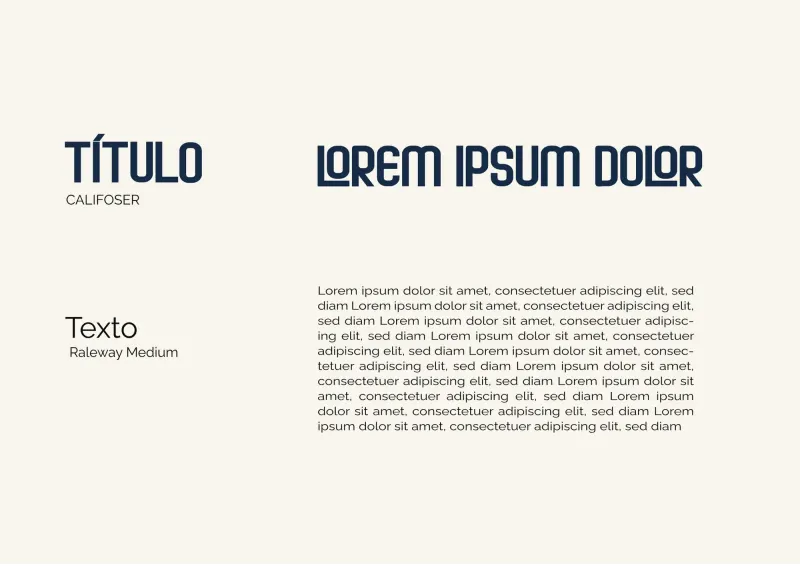 TÍTULO
CALIFOSER
LOREM IPSUM DOLOR
Texto
Raleway Medium
Lorem ipsum dolor sit amet, consectetuer adipiscing elit, sed
diam Lorem ipsum dolor sit amet, consectetuer adipiscing elit,
sed diam Lorem ipsum dolor sit amet, consectetuer adipisc-
ing elit, sed diam Lorem ipsum dolor sit amet, consectetuer
adipiscing elit, sed diam Lorem ipsum dolor sit amet, consec-
tetuer adipiscing elit, sed diam Lorem ipsum dolor sit amet,
consectetuer adipiscing elit, sed diam Lorem ipsum dolor sit
amet, consectetuer adipiscing elit, sed diam Lorem ipsum
dolor sit amet, consectetuer adipiscing elit, sed diam Lorem
ipsum dolor sit amet, consectetuer adipiscing elit, sed diam